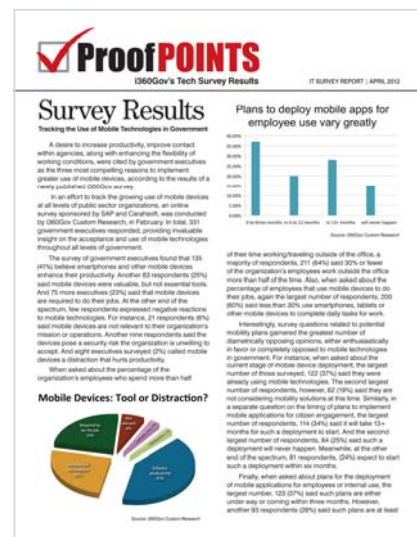 ProofPOINTS
i360Gov's Tech Survey Results
IT SURVEY REPORT | APRIL 2012
Survey Results
Tracking the Use of Mobile Technologies in Government
A desire to increase productivity, improve contact
within agencies, along with enhancing the flexibility of
working conditions, were cited by government executives
as the three most compelling reasons to implement
greater use of mobile devices, according to the results of a
newly published i360Gov survey.
In an effort to track the growing use of mobile devices
at all levels of public sector organizations, an online
survey sponsored by SAP and Carahsoft, was conducted
by i360Gov Custom Research, in February. In total, 331
government executives responded, providing invaluable
insight on the acceptance and use of mobile technologies
throughout all levels of government.
The survey of government executives found that 135
(41%) believe smartphones and other mobile devices
enhance their productivity. Another 83 respondents (25%)
said mobile devices were valuable, but not essential tools.
And 75 more executives (23%) said that mobile devices
are required to do their jobs. At the other end of the
spectrum, few respondents expressed negative reactions
to mobile technologies. For instance, 21 respondents (6%)
said mobile devices are not relevant to their organization's
mission or operations. Another nine respondents said the
devices pose a security risk the organization is unwilling to
accept. And eight executives surveyed (2%) called mobile
devices a distraction that hurts productivity.
When asked about the percentage of the
organization's employees who spend more than half
Mobile Devices: Tool or Distraction?
Source: i360Gov Custom Research
Plans to deploy mobile apps for
employee use vary greatly
0 to three months in 4 to 12 months in 13+ months will never happen
Source: i360Gov Custom Research
of their time working/traveling outside of the office, a
majority of respondents, 211 (64%) said 30% or fewer
of the organization's employees work outside the office
more than half of the time. Also, when asked about the
percentage of employees that use mobile devices to do
their jobs, again the largest number of respondents, 200
(60%) said less than 30% use smartphones, tablets or
other mobile devices to complete daily tasks for work.
Interestingly, survey questions related to potential
mobility plans garnered the greatest number of
diametrically opposing opinions, either enthusiastically
in favor or completely opposed to mobile technologies
in government. For instance, when asked about the
current stage of mobile device deployment, the largest
number of those surveyed, 122 (37%) said they were
already using mobile technologies. The second largest
number of respondents, however, 62 (19%) said they are
not considering mobility solutions at this time. Similarly, in
a separate question on the timing of plans to implement
mobile applications for citizen engagement, the largest
number of respondents, 114 (34%) said it will take 13+
months for such a deployment to start. And the second
largest number of respondents, 84 (25%) said such a
deployment will never happen. Meanwhile, at the other
end of the spectrum, 81 respondents, (24%) expect to start
such a deployment within six months.
Finally, when asked about plans for the deployment
of mobile applications for employees or internal use, the
largest number, 123 (37%) said such plans are either
under way or coming within three months. However,
another 93 respondents (28%) said such plans are at least